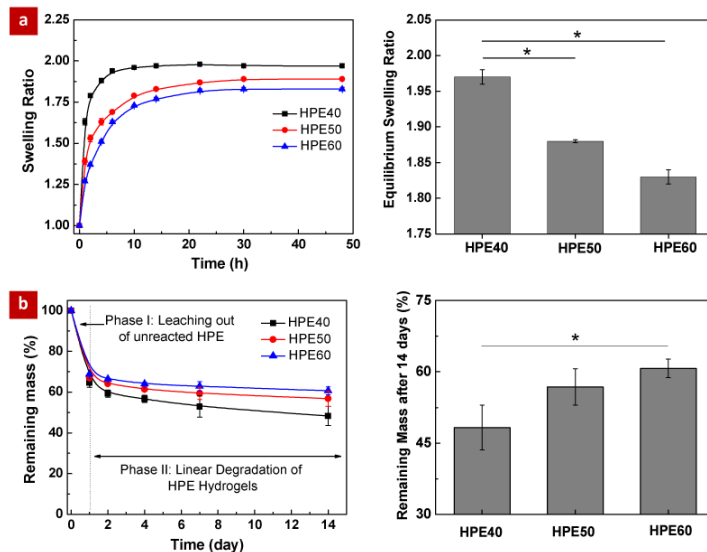 a
2.25
2.00
1.75
1.50
1.25
1.00
Swelling Ratio
HPE40
HPE50
HPE60
0 10 20 30 40 50
Time (h)
2.05
2.00
1.95
1.90
1.85
1.80
1.75
Equilibrium Swelling Ratio
*
*
HPE40 HPE50 HPE60
b
100
80
60
40
20
0
Remaining mass (%)
Phase I: Leaching out
of unreacted HPE
HPE40
HPE50
HPE60
Phase II: Linear Degradation of
HPE Hydrogels
0 2 4 6 8 10 12 14
Time (day)
75
60
45
30
Remaining Mass after 14 days (%)
*
HPE40 HPE50 HPE60